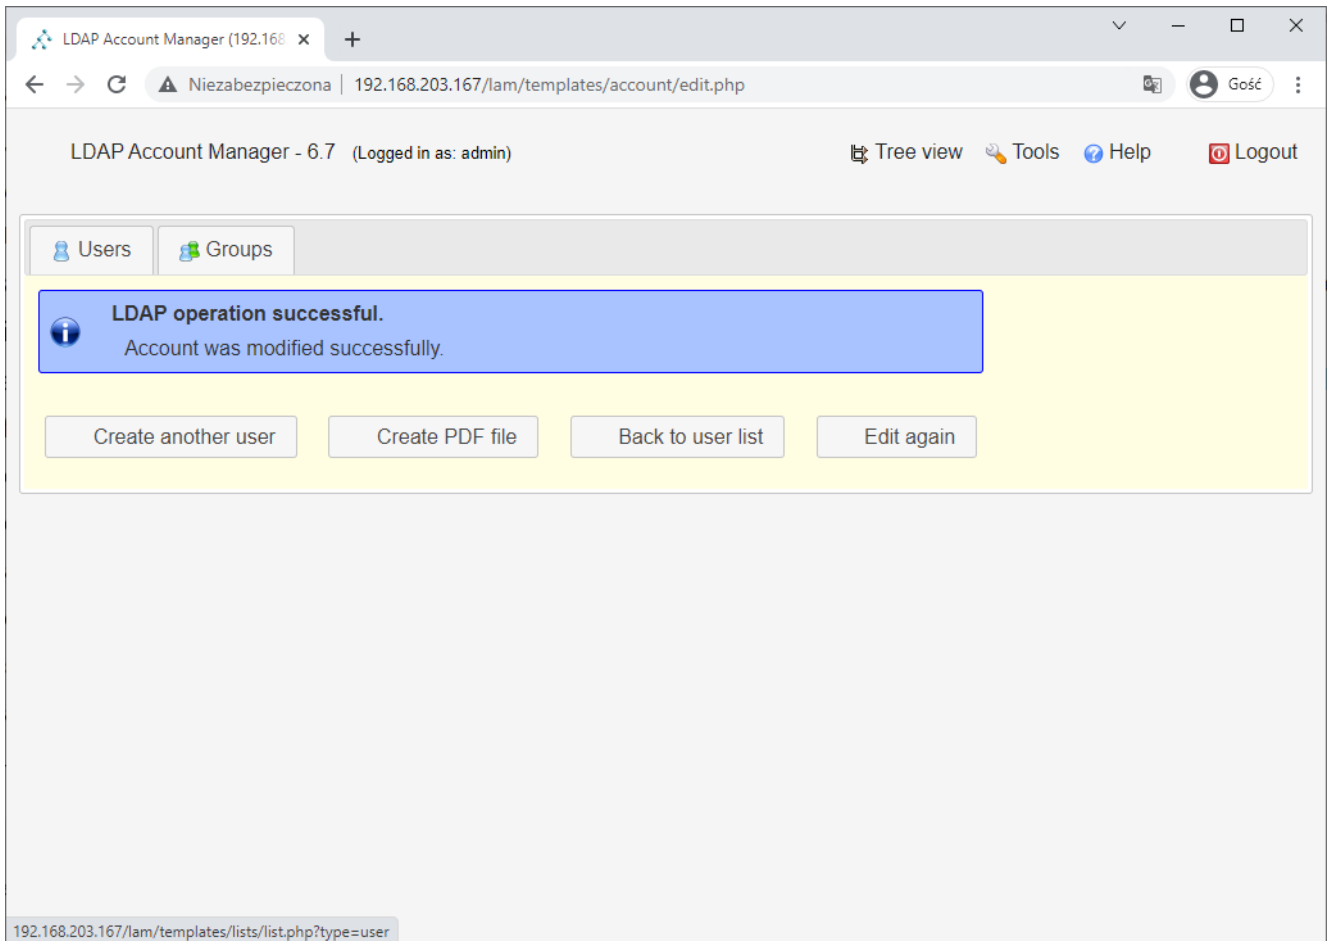 LDAP Account Manager (192.168
Niezabezpieczona | 192.168.203.167/lam/templates/account/edit.php Gość
LDAP Account Manager - 6.7 (Logged in as: admin) Tree view Tools Help Logout
Users Groups
LDAP operation successful.
Account was modified successfully.
Create another user Create PDF file Back to user list Edit again
192.168.203.167/lam/templates/lists/list.php?type=user